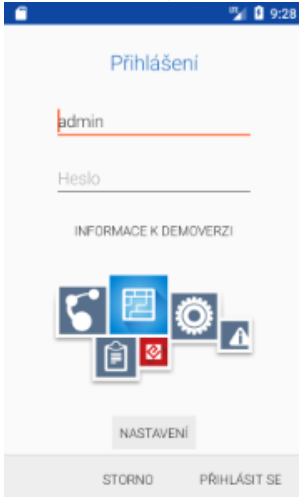 9:28
Přihlášení
admin
Heslo
INFORMACE K DEMOVERZI
NASTAVENÍ
STORNO PŘIHLÁSIT SE